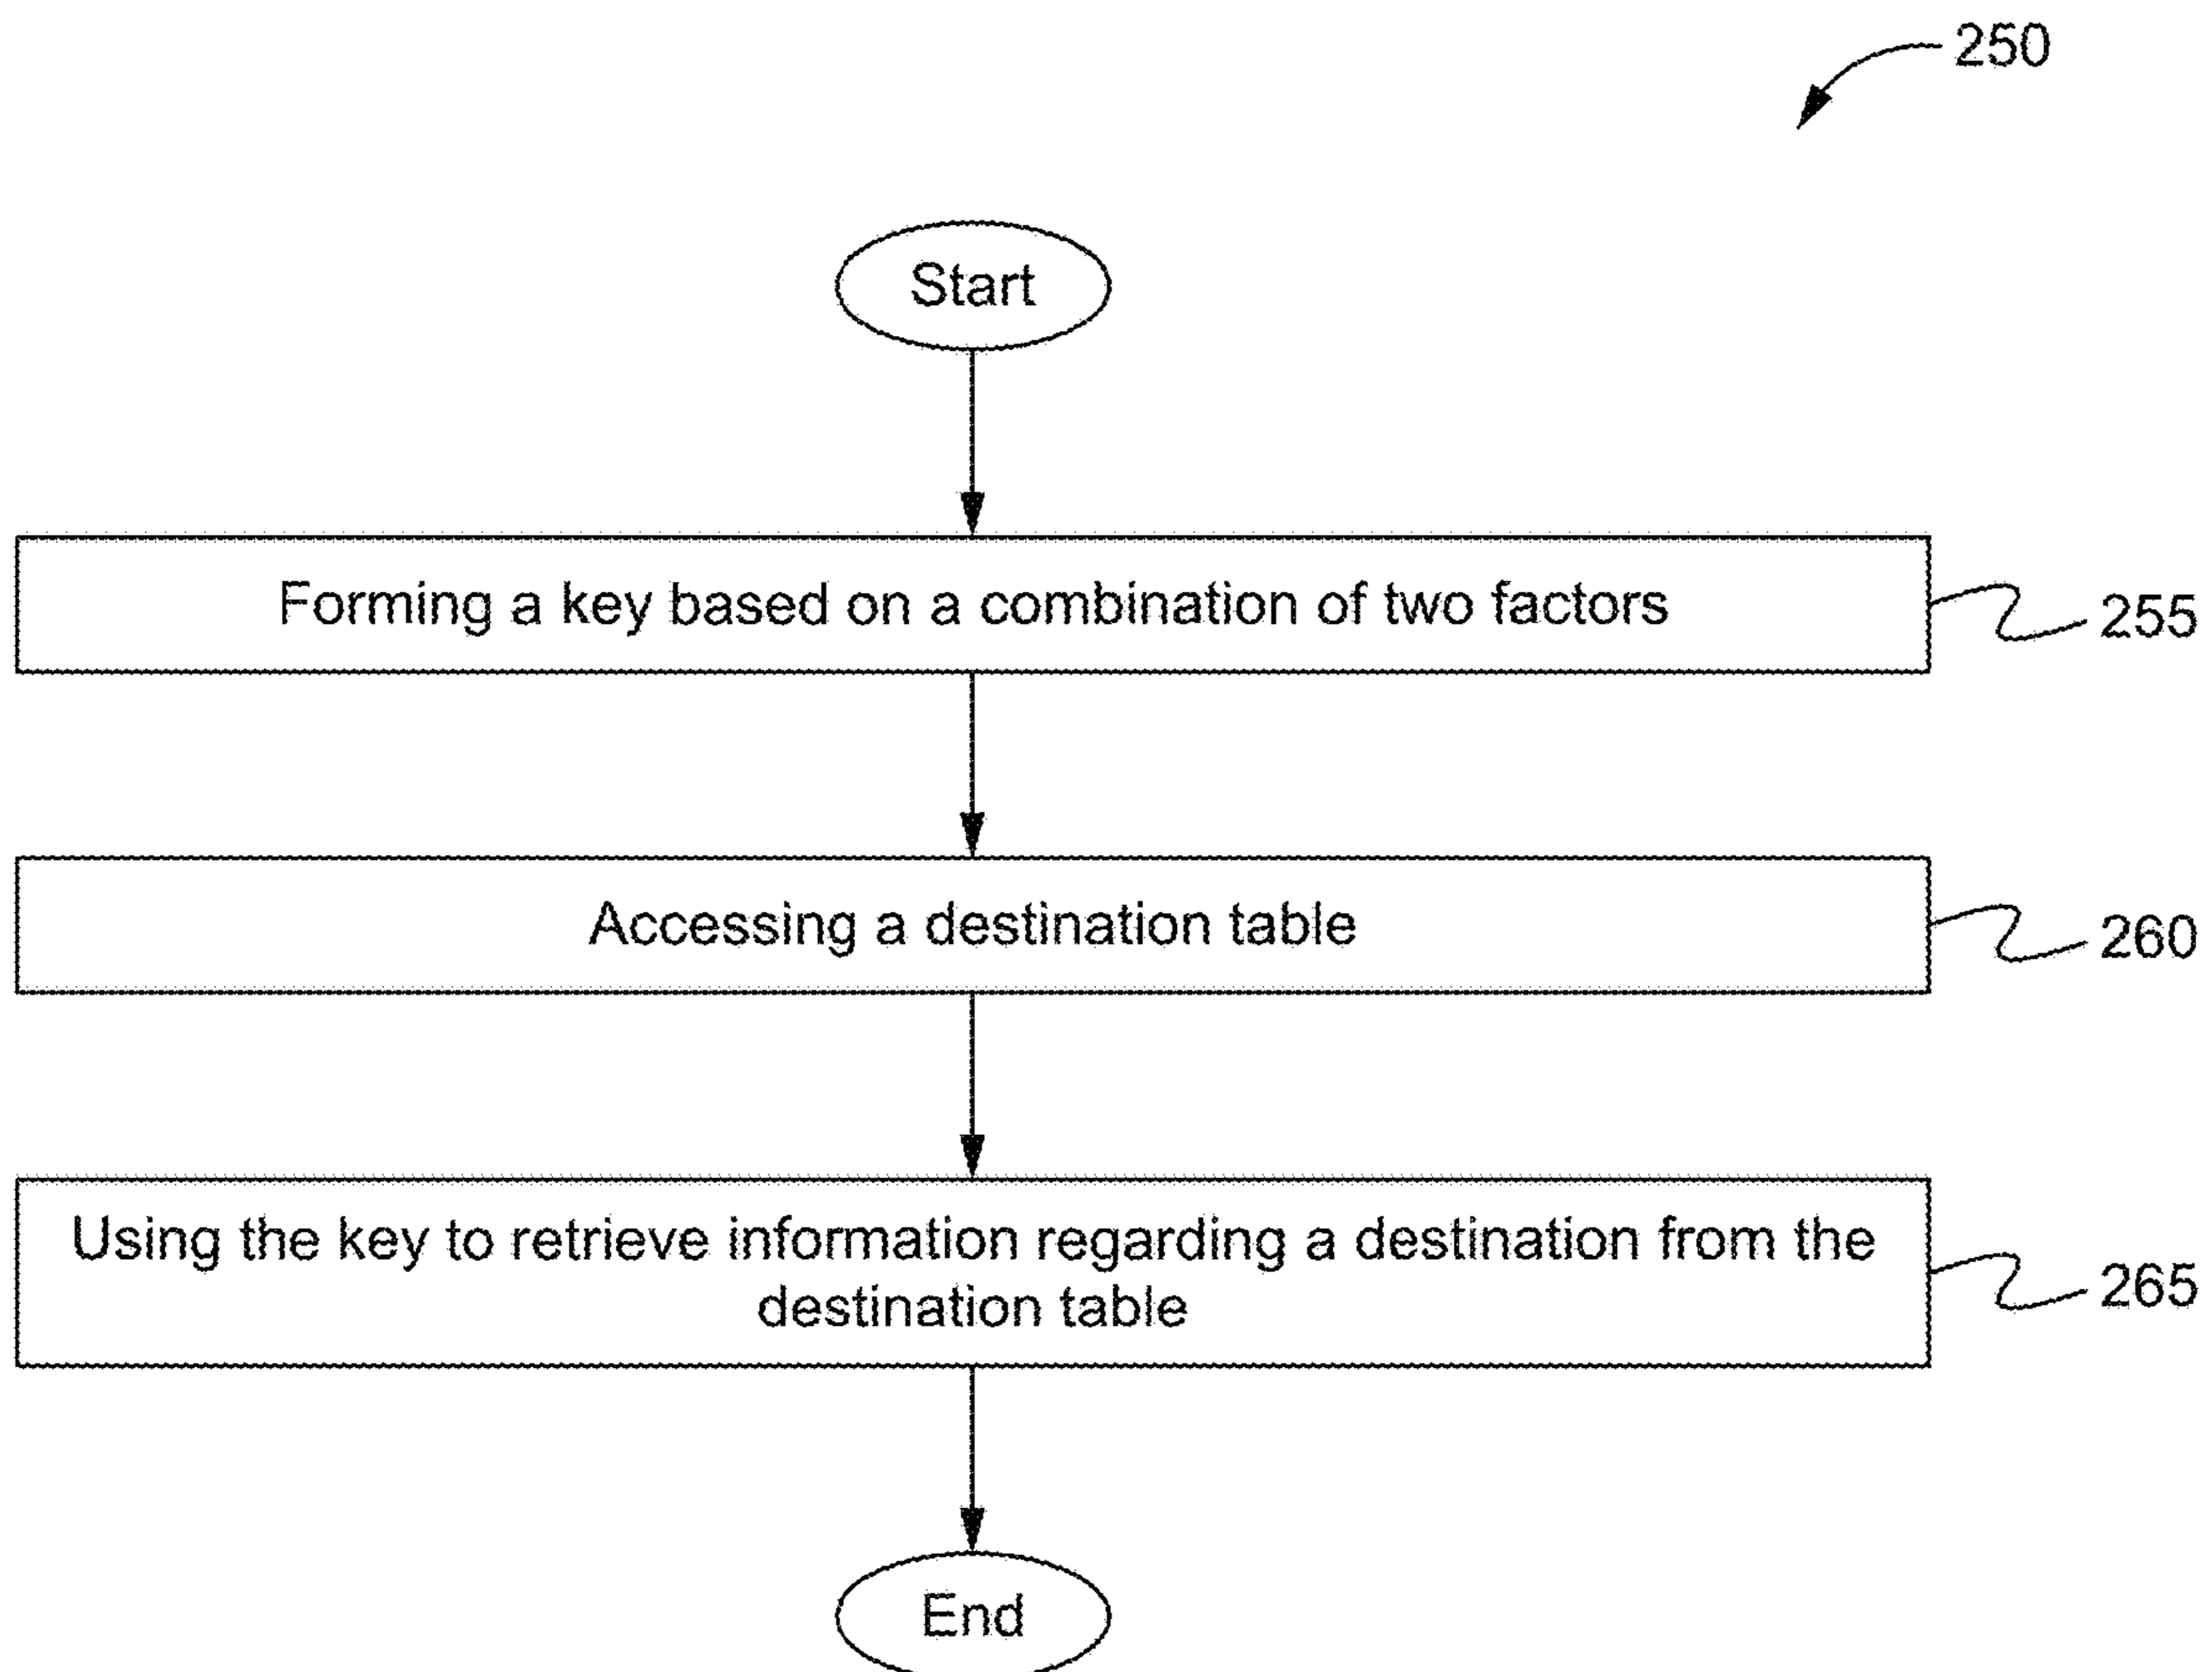 250
Start
Forming a key based on a combination of two factors
255
Accessing a destination table
260
Using the key to retrieve information regarding a destination from the
destination table
265
End